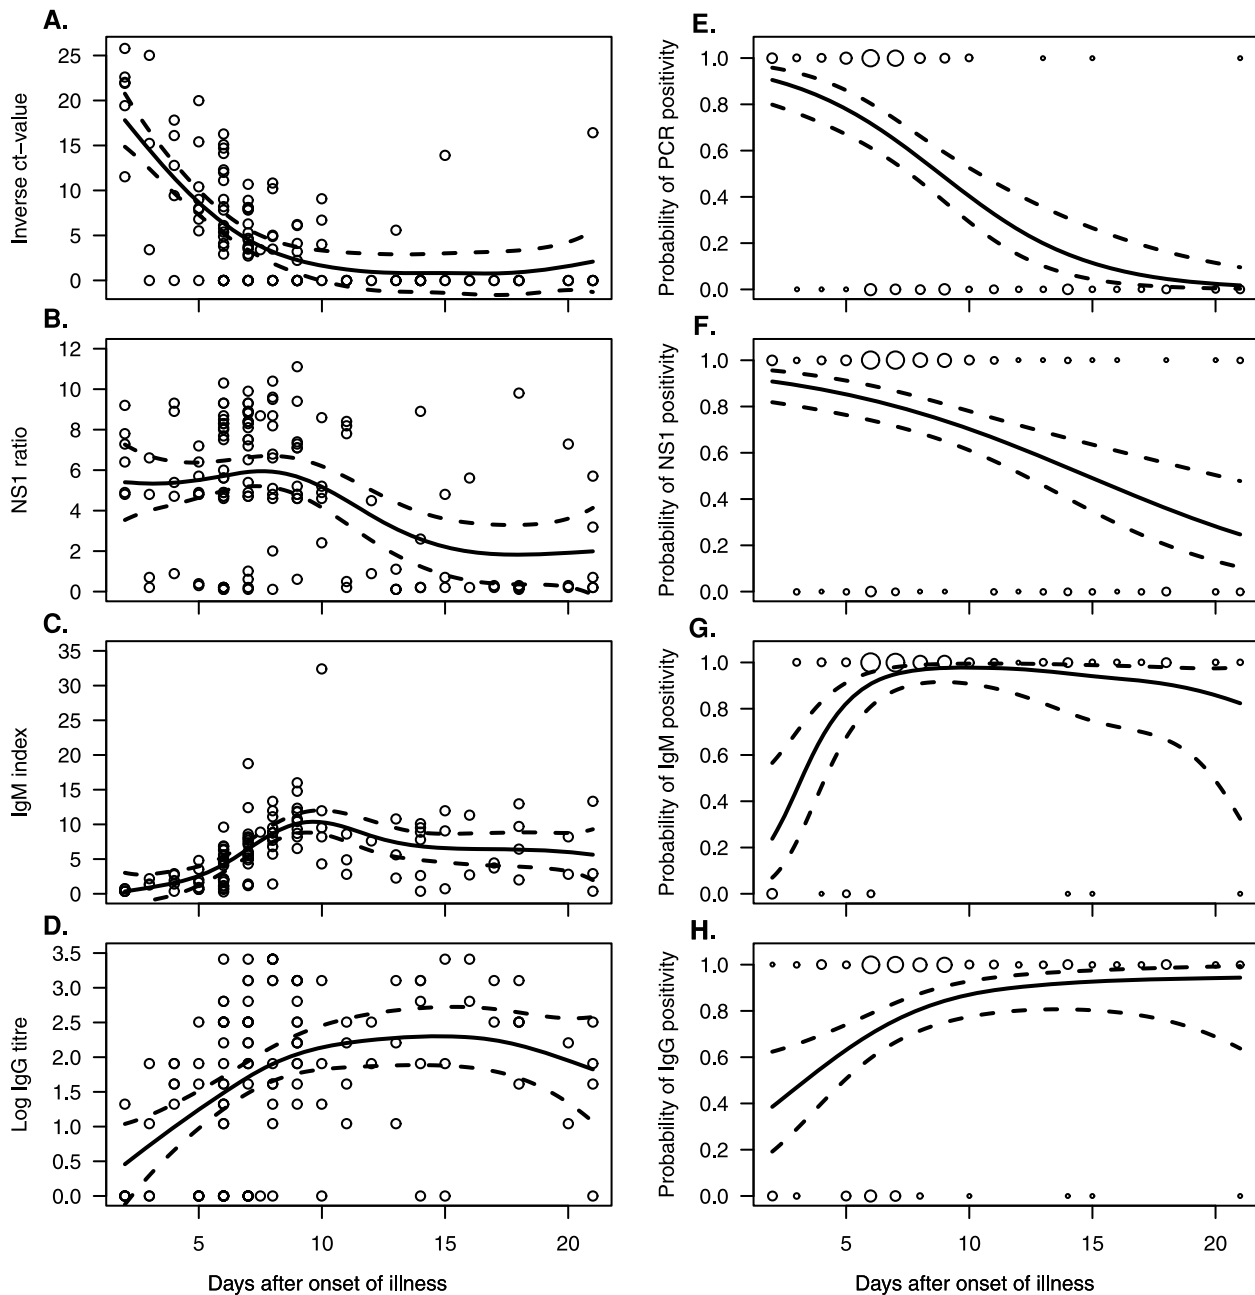 A.
25
20
15
10
5
0
Inverse ct−value
B.
12
10
8
6
4
2
0
NS1 ratio
C.
35
30
25
20
15
10
5
0
IgM index
D.
3.5
3.0
2.5
2.0
1.5
1.0
0.5
0.0
Log IgG titre
5 10 15 20
Days after onset of illness
E.
1.0
0.8
0.6
0.4
0.2
0.0
Probability of PCR positivity
F.
1.0
0.8
0.6
0.4
0.2
0.0
Probability of NS1 positivity
G.
1.0
0.8
0.6
0.4
0.2
0.0
Probability of IgM positivity
H.
1.0
0.8
0.6
0.4
0.2
0.0
Probability of IgG positivity
5 10 15 20
Days after onset of illness